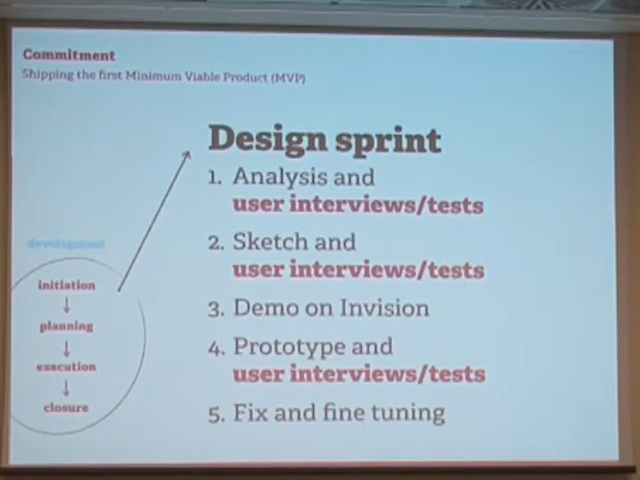 Commitment
Shipping the first Minimum Viable Product (MVP)
Design sprint
1. Analysis and
user interviews/tests
2. Sketch and
user interviews/tests
3. Demo on Invision
4. Prototype and
user interviews/tests
5. Fix and fine tuning
development
initiation
↓
planning
↓
execution
↓
closure